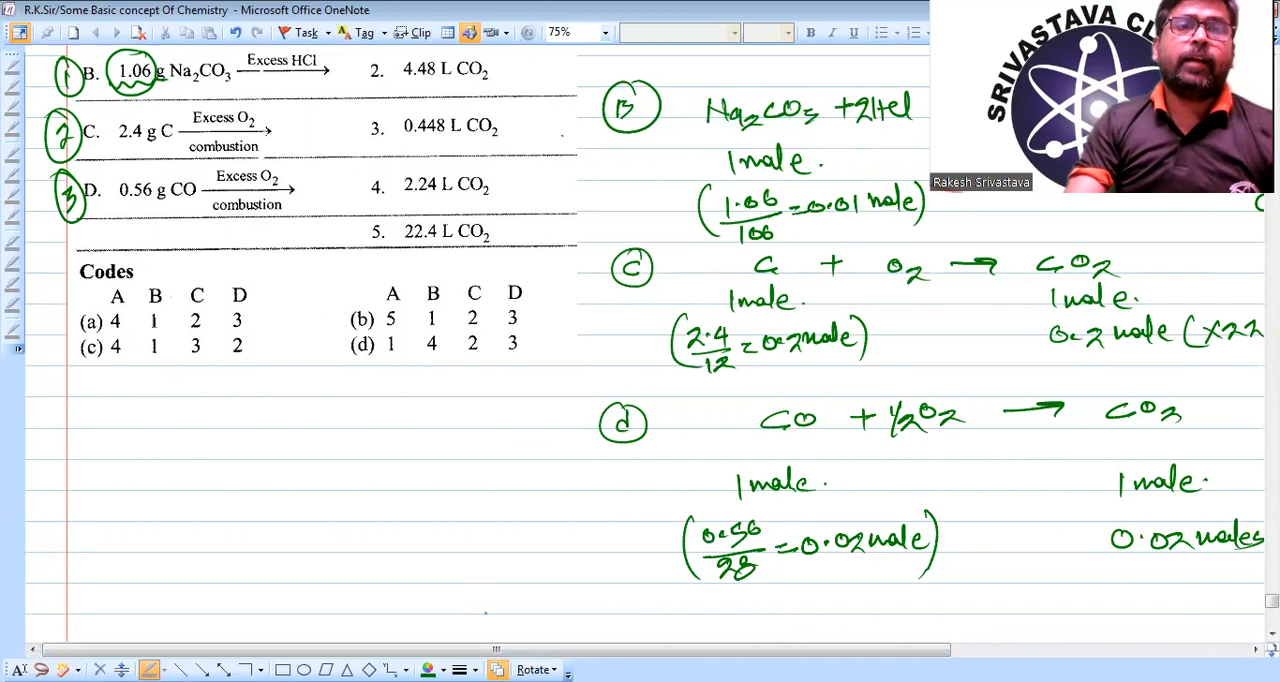 R.K.Sir/Some Basic concept Of Chemistry - Microsoft Office OneNote
Task
Tag
Clip
75%
B I U
SRIVASTAVA CL
Rakesh Srivastava
1 B. 1.06 g Na₂CO₃ Excess HCl → 2. 4.48 L CO₂
2 C. 2.4 g C Excess O₂ combustion → 3. 0.448 L CO₂
3 D. 0.56 g CO Excess O₂ combustion → 4. 2.24 L CO₂
5. 22.4 L CO₂
Codes
A B C D A B C D
(a) 4 1 2 3 (b) 5 1 2 3
(c) 4 1 3 2 (d) 1 4 2 3
B Na₂CO₃ + 2HCl
1 mole.
(1.06/106 = 0.01 mole)
C C + O₂ → CO₂
1 mole. 1 mole.
(2.4/12 = 0.2 mole) 0.2 mole (×22
d CO + 1/2 O₂ → CO₂
1 mole. 1 mole.
(0.56/28 = 0.02 mole) 0.02 moles
A
Rotate